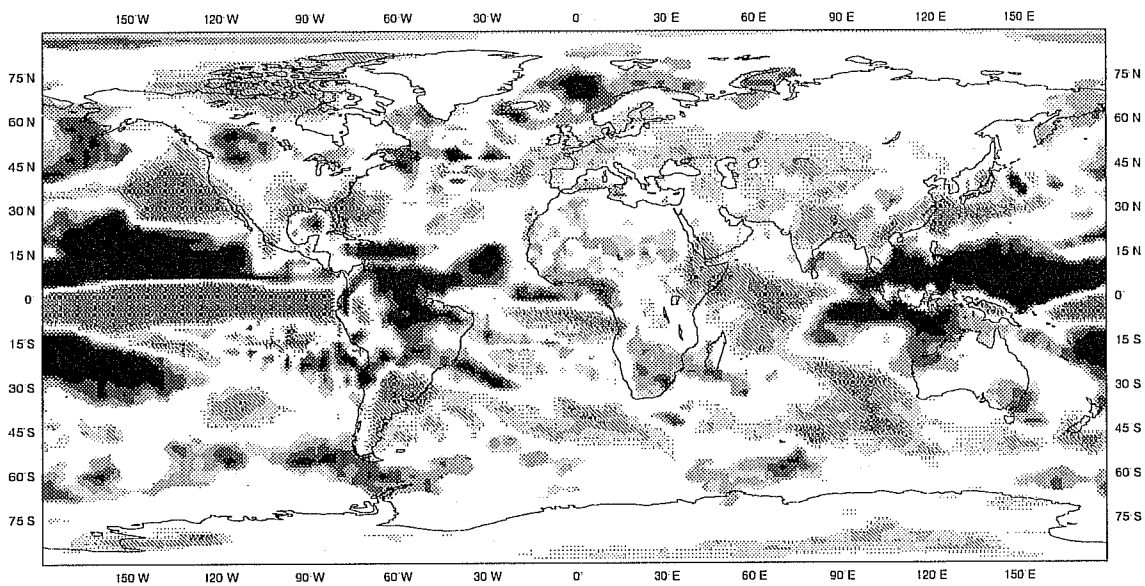 150 W 120 W 90 W 60 W 30 W 0° 30 E 60 E 90 E 120 E 150 E
75 N 75 N
60 N 60 N
45 N 45 N
30 N 30 N
15 N 15 N
0 0°
15 S 15 S
30 S 30 S
45 S 45 S
60 S 60 S
75 S 75 S
150 W 120 W 90 W 60 W 30 W 0° 30 E 60 E 90 E 120 E 150 E